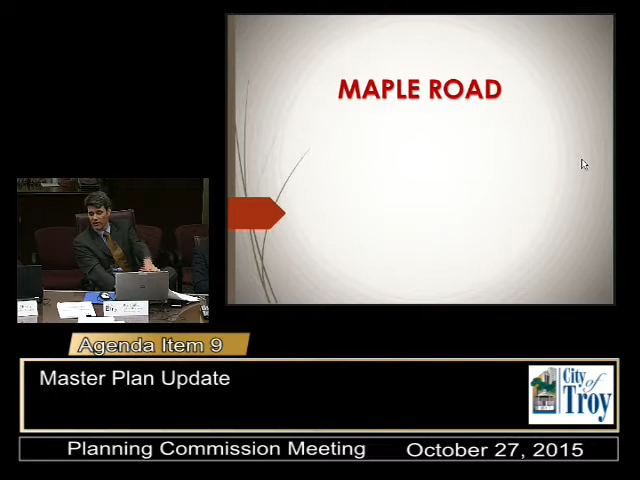 MAPLE ROAD
Agenda Item 9
Master Plan Update
City
of
Troy
Planning Commission Meeting
October 27, 2015